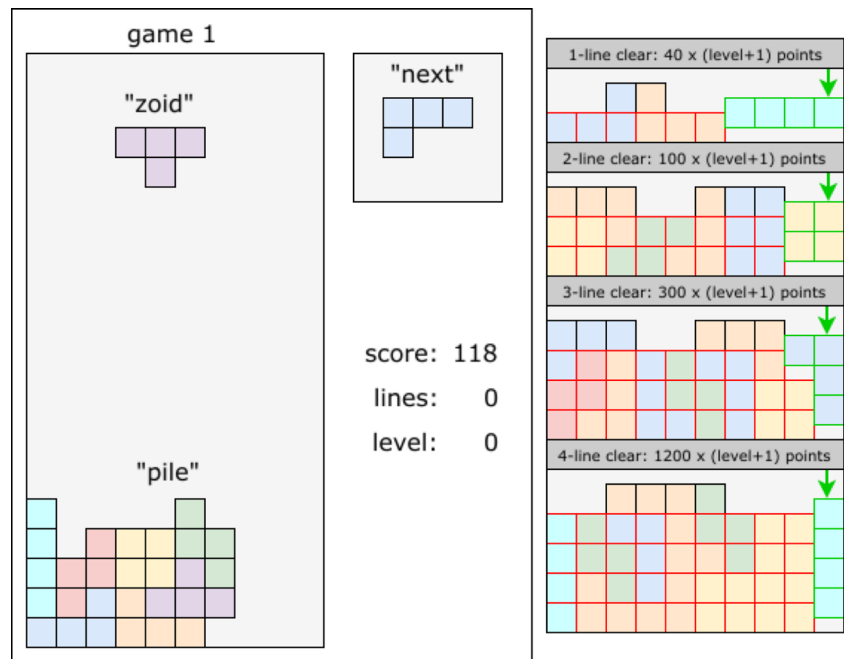 game 1
"zoid"
"next"
score: 118
lines: 0
level: 0
"pile"
1-line clear: 40 x (level+1) points
2-line clear: 100 x (level+1) points
3-line clear: 300 x (level+1) points
4-line clear: 1200 x (level+1) points